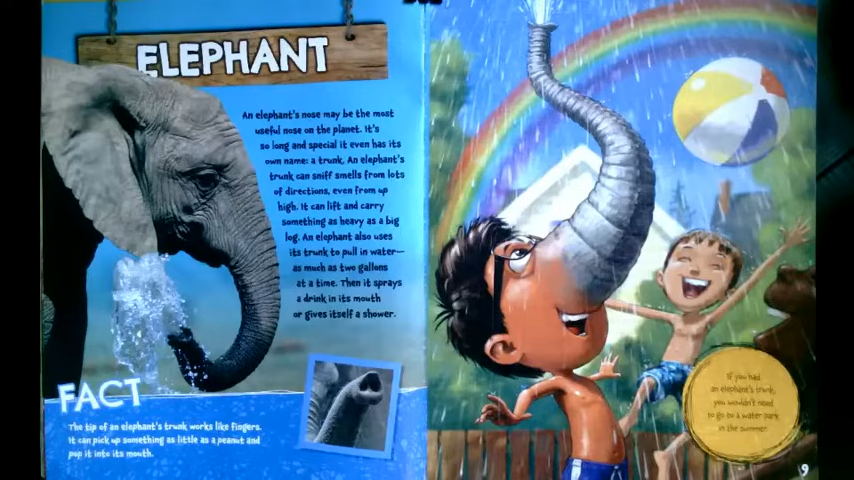 ELEPHANT
An elephant's nose may be the most
useful nose on the planet. It's
so long and special it even has its
own name: a trunk. An elephant's
trunk can sniff smells from lots
of directions, even from up
high. It can lift and carry
something as heavy as a big
log. An elephant also uses
its trunk to pull in water—
as much as two gallons
at a time. Then it sprays
a drink in its mouth
or gives itself a shower.
FACT
The tip of an elephant's trunk works like fingers.
It can pick up something as little as a peanut and
pop it into its mouth.
If you had
an elephant's trunk,
you wouldn't need
to go to a water park
in the summer.
9